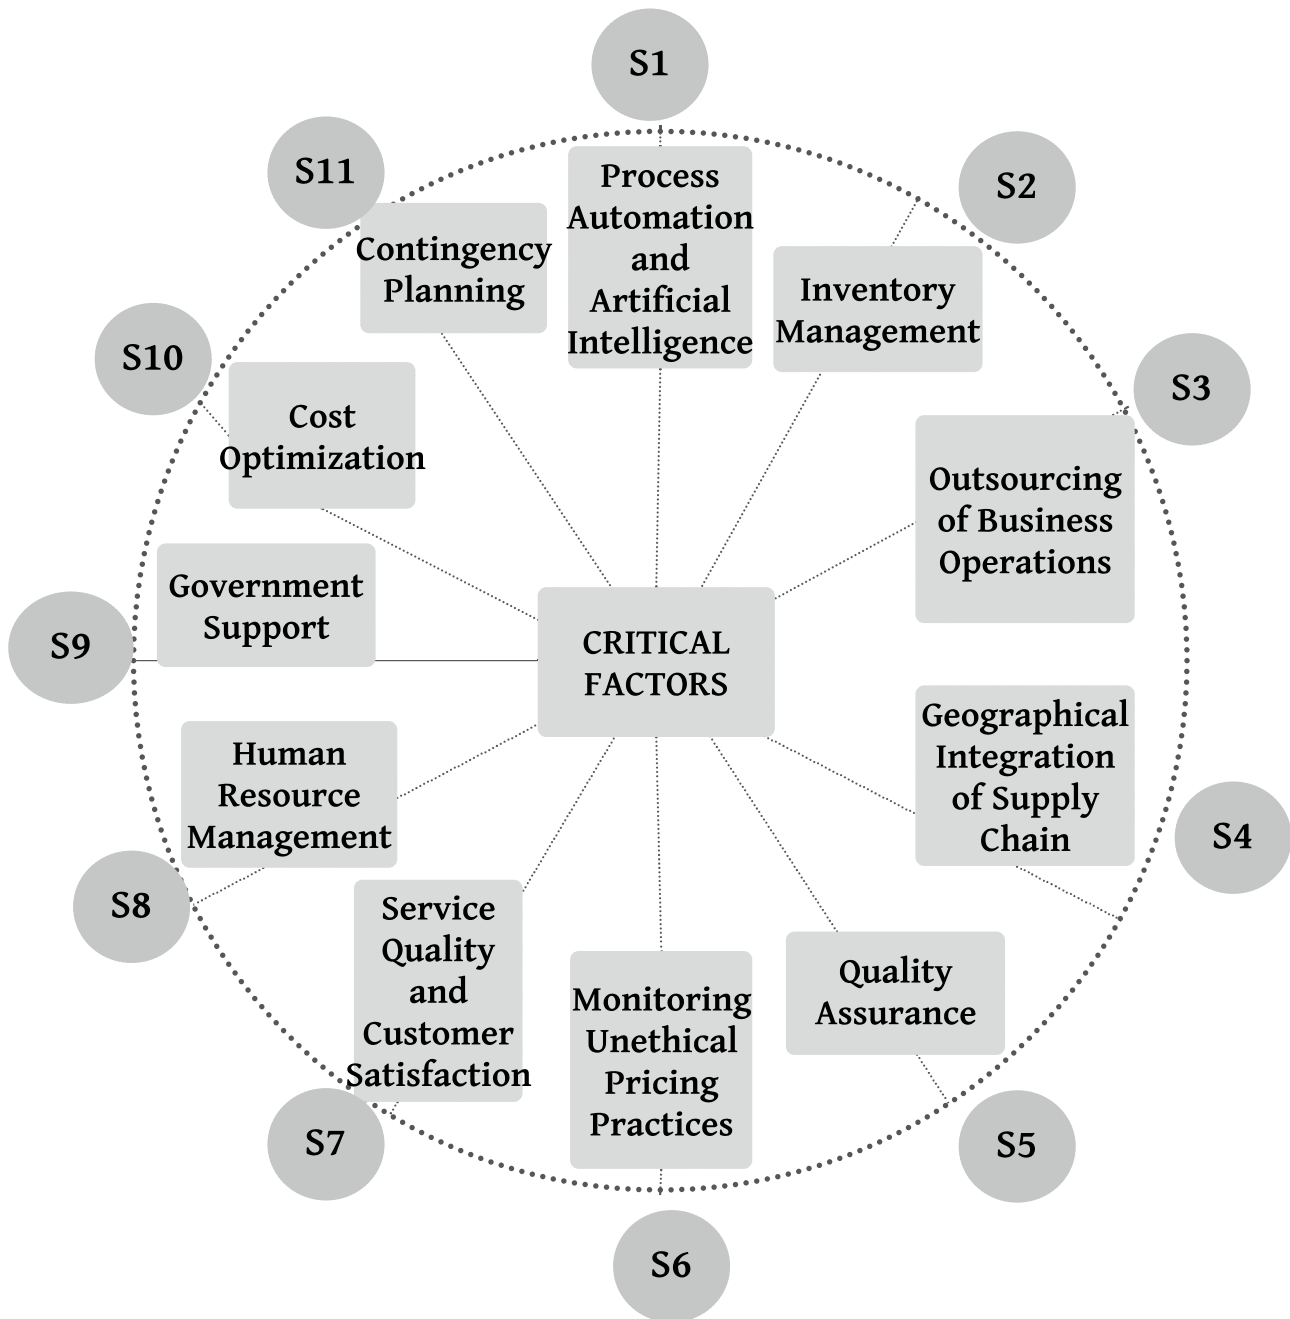 S1
Process
Automation
and
Artificial
Intelligence
S2
Inventory
Management
S3
Outsourcing
of Business
Operations
S4
Geographical
Integration
of Supply
Chain
S5
Quality
Assurance
S6
Monitoring
Unethical
Pricing
Practices
S7
Service
Quality
and
Customer
Satisfaction
S8
Human
Resource
Management
S9
Government
Support
S10
Cost
Optimization
S11
Contingency
Planning
CRITICAL
FACTORS